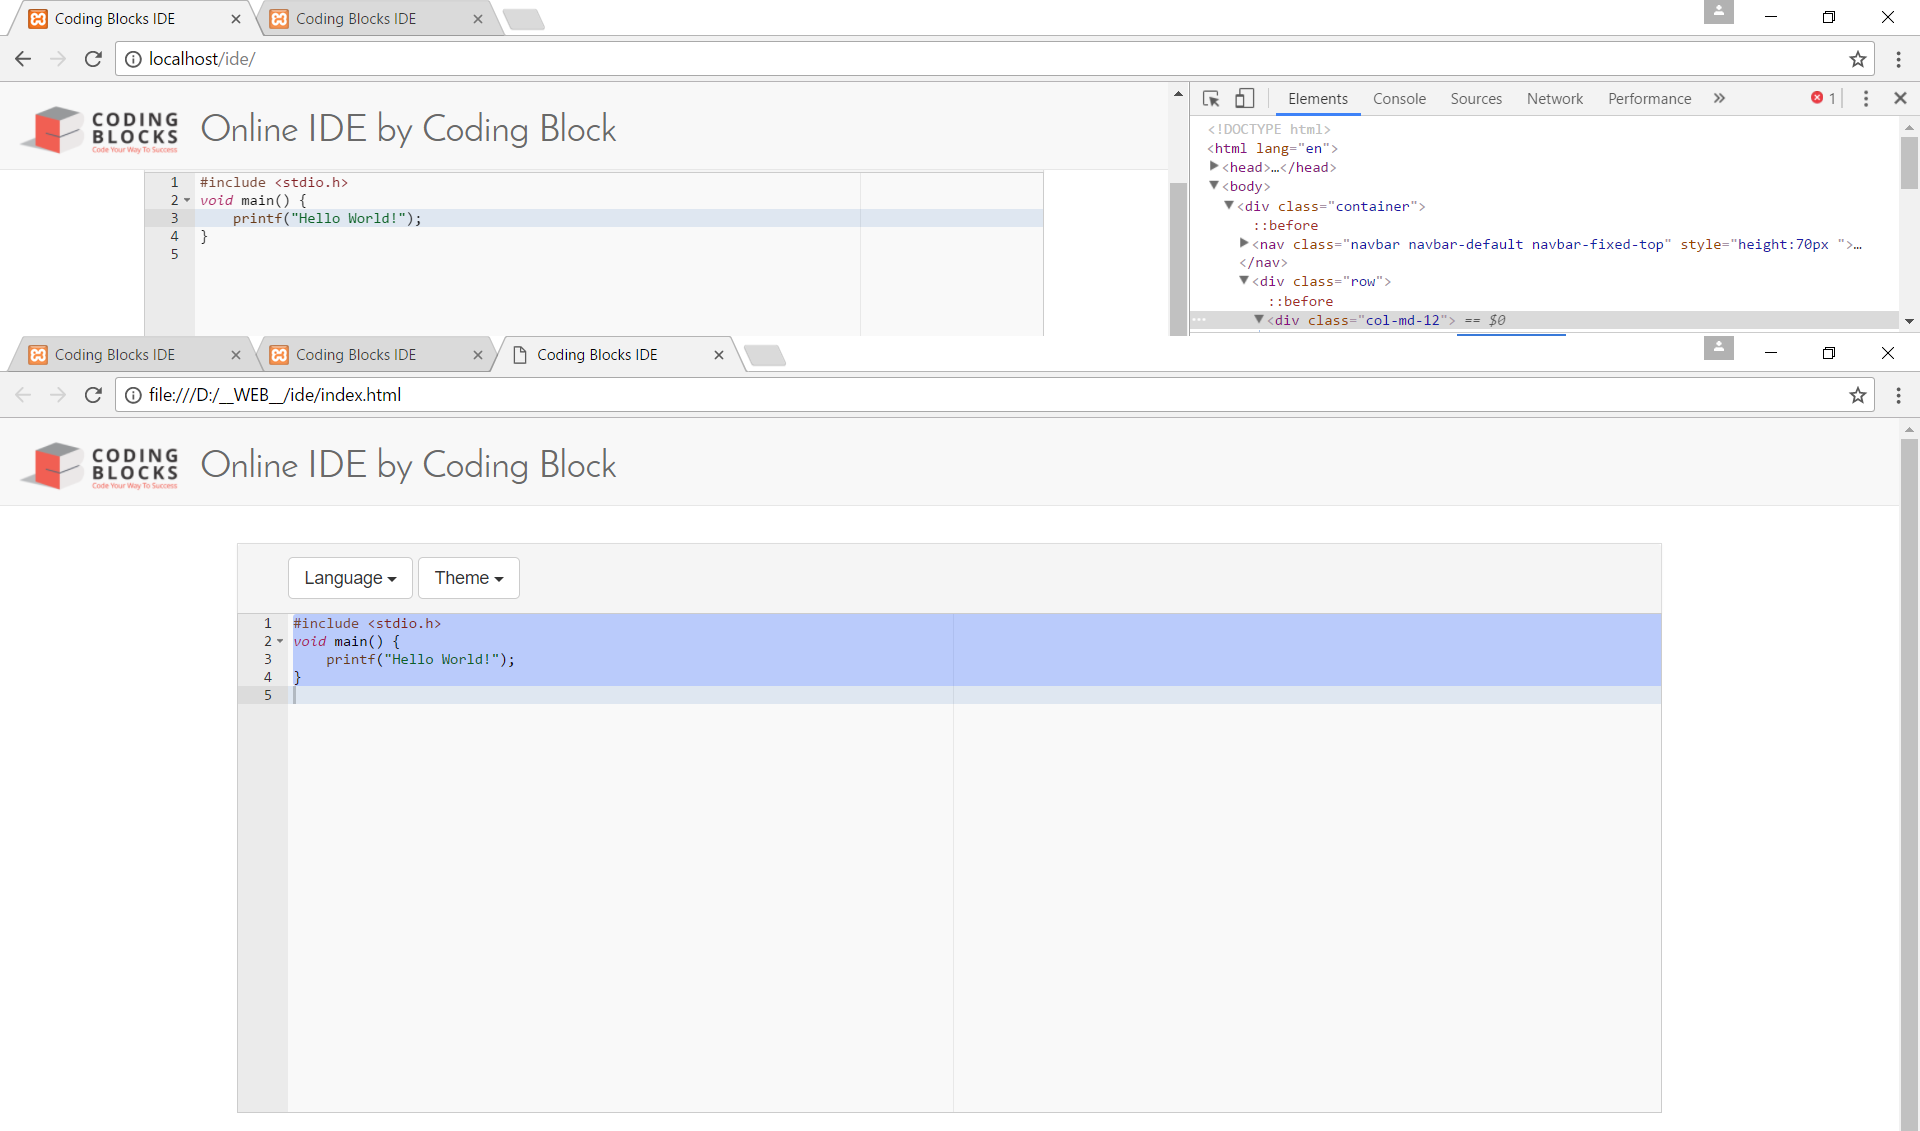 Coding Blocks IDE
Coding Blocks IDE
localhost/ide/
CODING
BLOCKS
Code Your Way To Success
Online IDE by Coding Block
1 #include <stdio.h>
2 void main() {
3 printf("Hello World!");
4 }
5
Elements Console Sources Network Performance » 1
<!DOCTYPE html>
<html lang="en">
<head>…</head>
<body>
<div class="container">
::before
<nav class="navbar navbar-default navbar-fixed-top" style="height:70px ">…
</nav>
<div class="row">
::before
<div class="col-md-12"> == $0
Coding Blocks IDE
Coding Blocks IDE
Coding Blocks IDE
file:///D:/__WEB__/ide/index.html
CODING
BLOCKS
Code Your Way To Success
Online IDE by Coding Block
Language Theme
1 #include <stdio.h>
2 void main() {
3 printf("Hello World!");
4 }
5